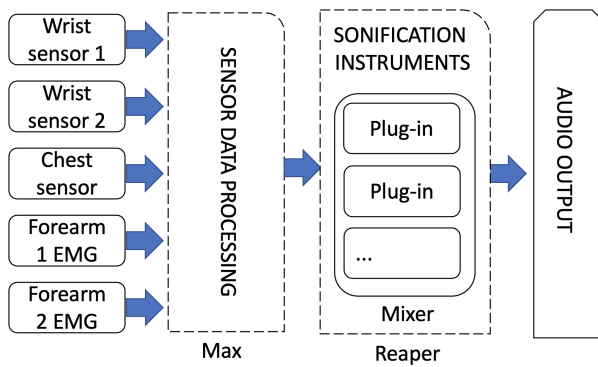 Wrist
sensor 1
Wrist
sensor 2
Chest
sensor
Forearm
1 EMG
Forearm
2 EMG
SENSOR DATA PROCESSING
Max
SONIFICATION
INSTRUMENTS
Plug-in
Plug-in
...
Mixer
Reaper
AUDIO OUTPUT